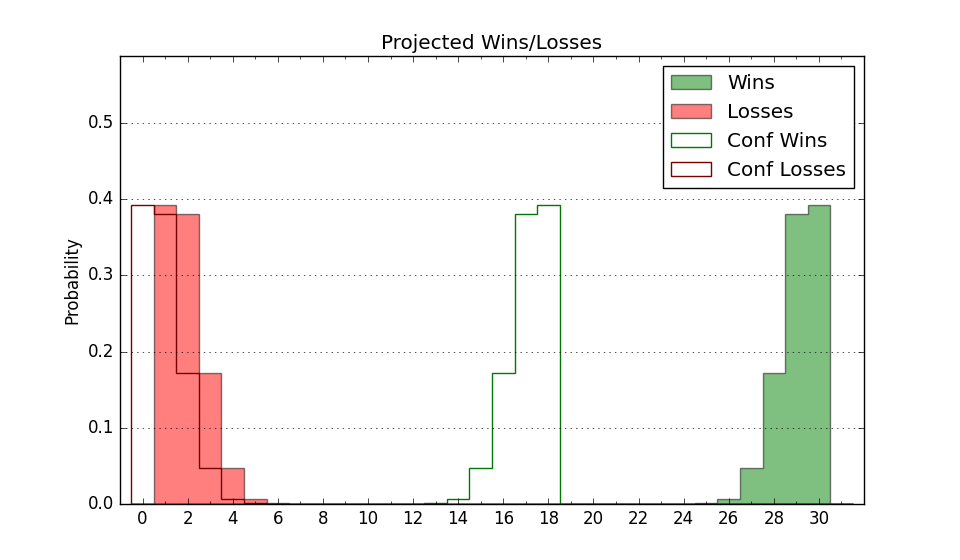 Projected Wins/Losses
Wins
Losses
Conf Wins
Conf Losses
Probability
0.5
0.4
0.3
0.2
0.1
0.0
0 2 4 6 8 10 12 14 16 18 20 22 24 26 28 30